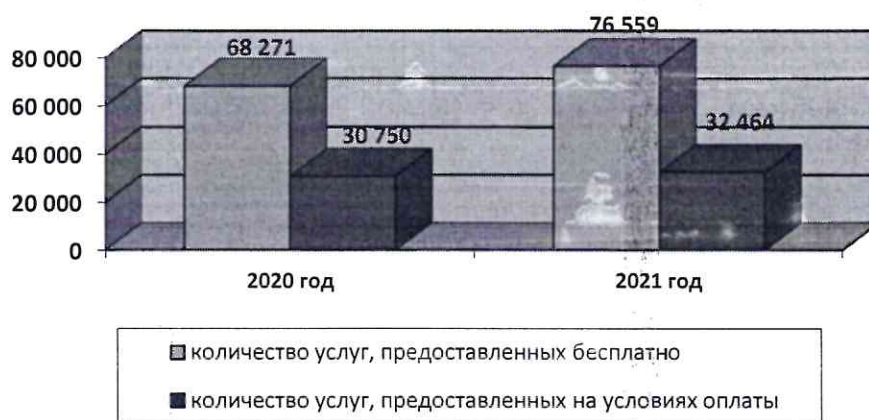 76 559
80 000
68 271
60 000
32 464
30 750
40 000
20 000
0
2020 год
2021 год
количество услуг, предоставленных бесплатно
количество услуг, предоставленных на условиях оплаты